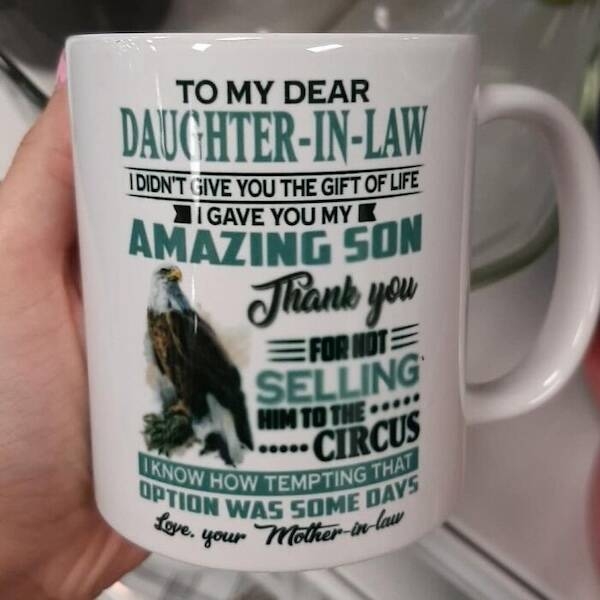 TO MY DEAR
DAUGHTER-IN-LAW
I DIDN'T GIVE YOU THE GIFT OF LIFE
I GAVE YOU MY
AMAZING SON
Thank you
FOR NOT
SELLING
HIM TO THE
CIRCUS
I KNOW HOW TEMPTING THAT
OPTION WAS SOME DAYS
Love, your Mother-in-law